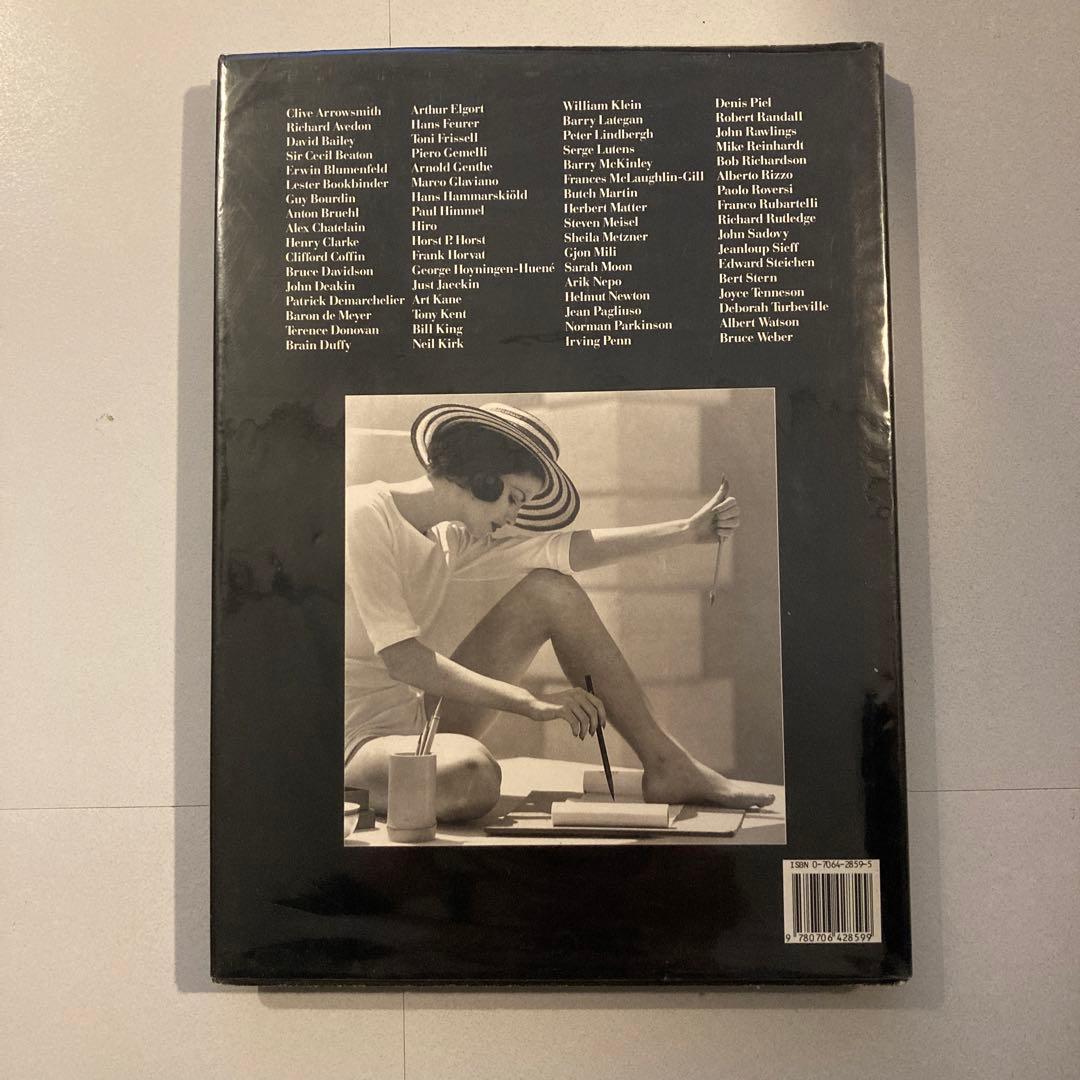 Clive Arrowsmith
Richard Avedon
David Bailey
Sir Cecil Beaton
Erwin Blumenfeld
Lester Bookbinder
Guy Bourdin
Anton Bruehl
Alex Chatelain
Henry Clarke
Clifford Coffin
Bruce Davidson
John Deakin
Patrick Demarchelier
Baron de Meyer
Terence Donovan
Brain Duffy
Arthur Elgort
Hans Feurer
Toni Frissell
Piero Gemelli
Arnold Genthe
Marco Glaviano
Hans Hammarskiöld
Paul Himmel
Hiro
Horst P. Horst
Frank Horvat
George Hoyningen-Huené
Just Jaeckin
Art Kane
Tony Kent
Bill King
Neil Kirk
William Klein
Barry Lategan
Peter Lindbergh
Serge Lutens
Barry McKinley
Frances McLaughlin-Gill
Butch Martin
Herbert Matter
Steven Meisel
Sheila Metzner
Gjon Mili
Sarah Moon
Arik Nepo
Helmut Newton
Jean Pagliuso
Norman Parkinson
Irving Penn
Denis Piel
Robert Randall
John Rawlings
Mike Reinhardt
Bob Richardson
Alberto Rizzo
Paolo Roversi
Franco Rubartelli
Richard Rutledge
John Sadovy
Jeanloup Sieff
Edward Steichen
Bert Stern
Joyce Tenneson
Deborah Turbeville
Albert Watson
Bruce Weber
ISBN 0-7064-2859-5
9 780706 428599